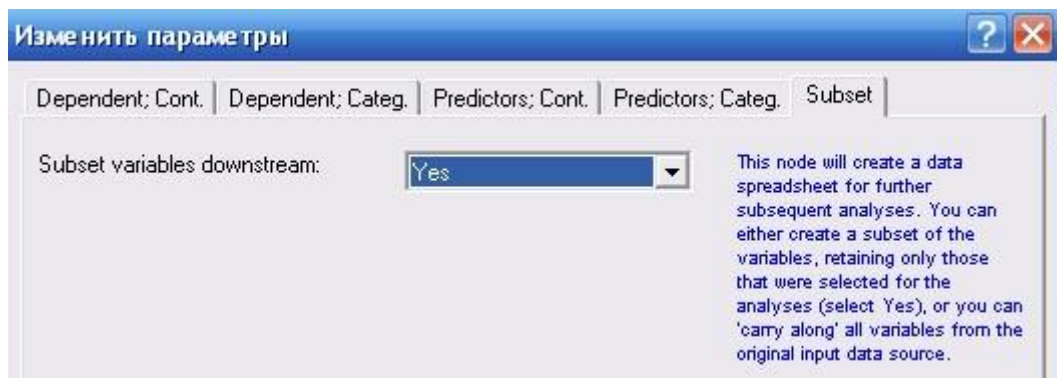 Изменить параметры
Dependent; Cont. Dependent; Categ. Predictors; Cont. Predictors; Categ. Subset
Subset variables downstream: Yes
This node will create a data
spreadsheet for further
subsequent analyses. You can
either create a subset of the
variables, retaining only those
that were selected for the
analyses (select Yes), or you can
'carry along' all variables from the
original input data source.